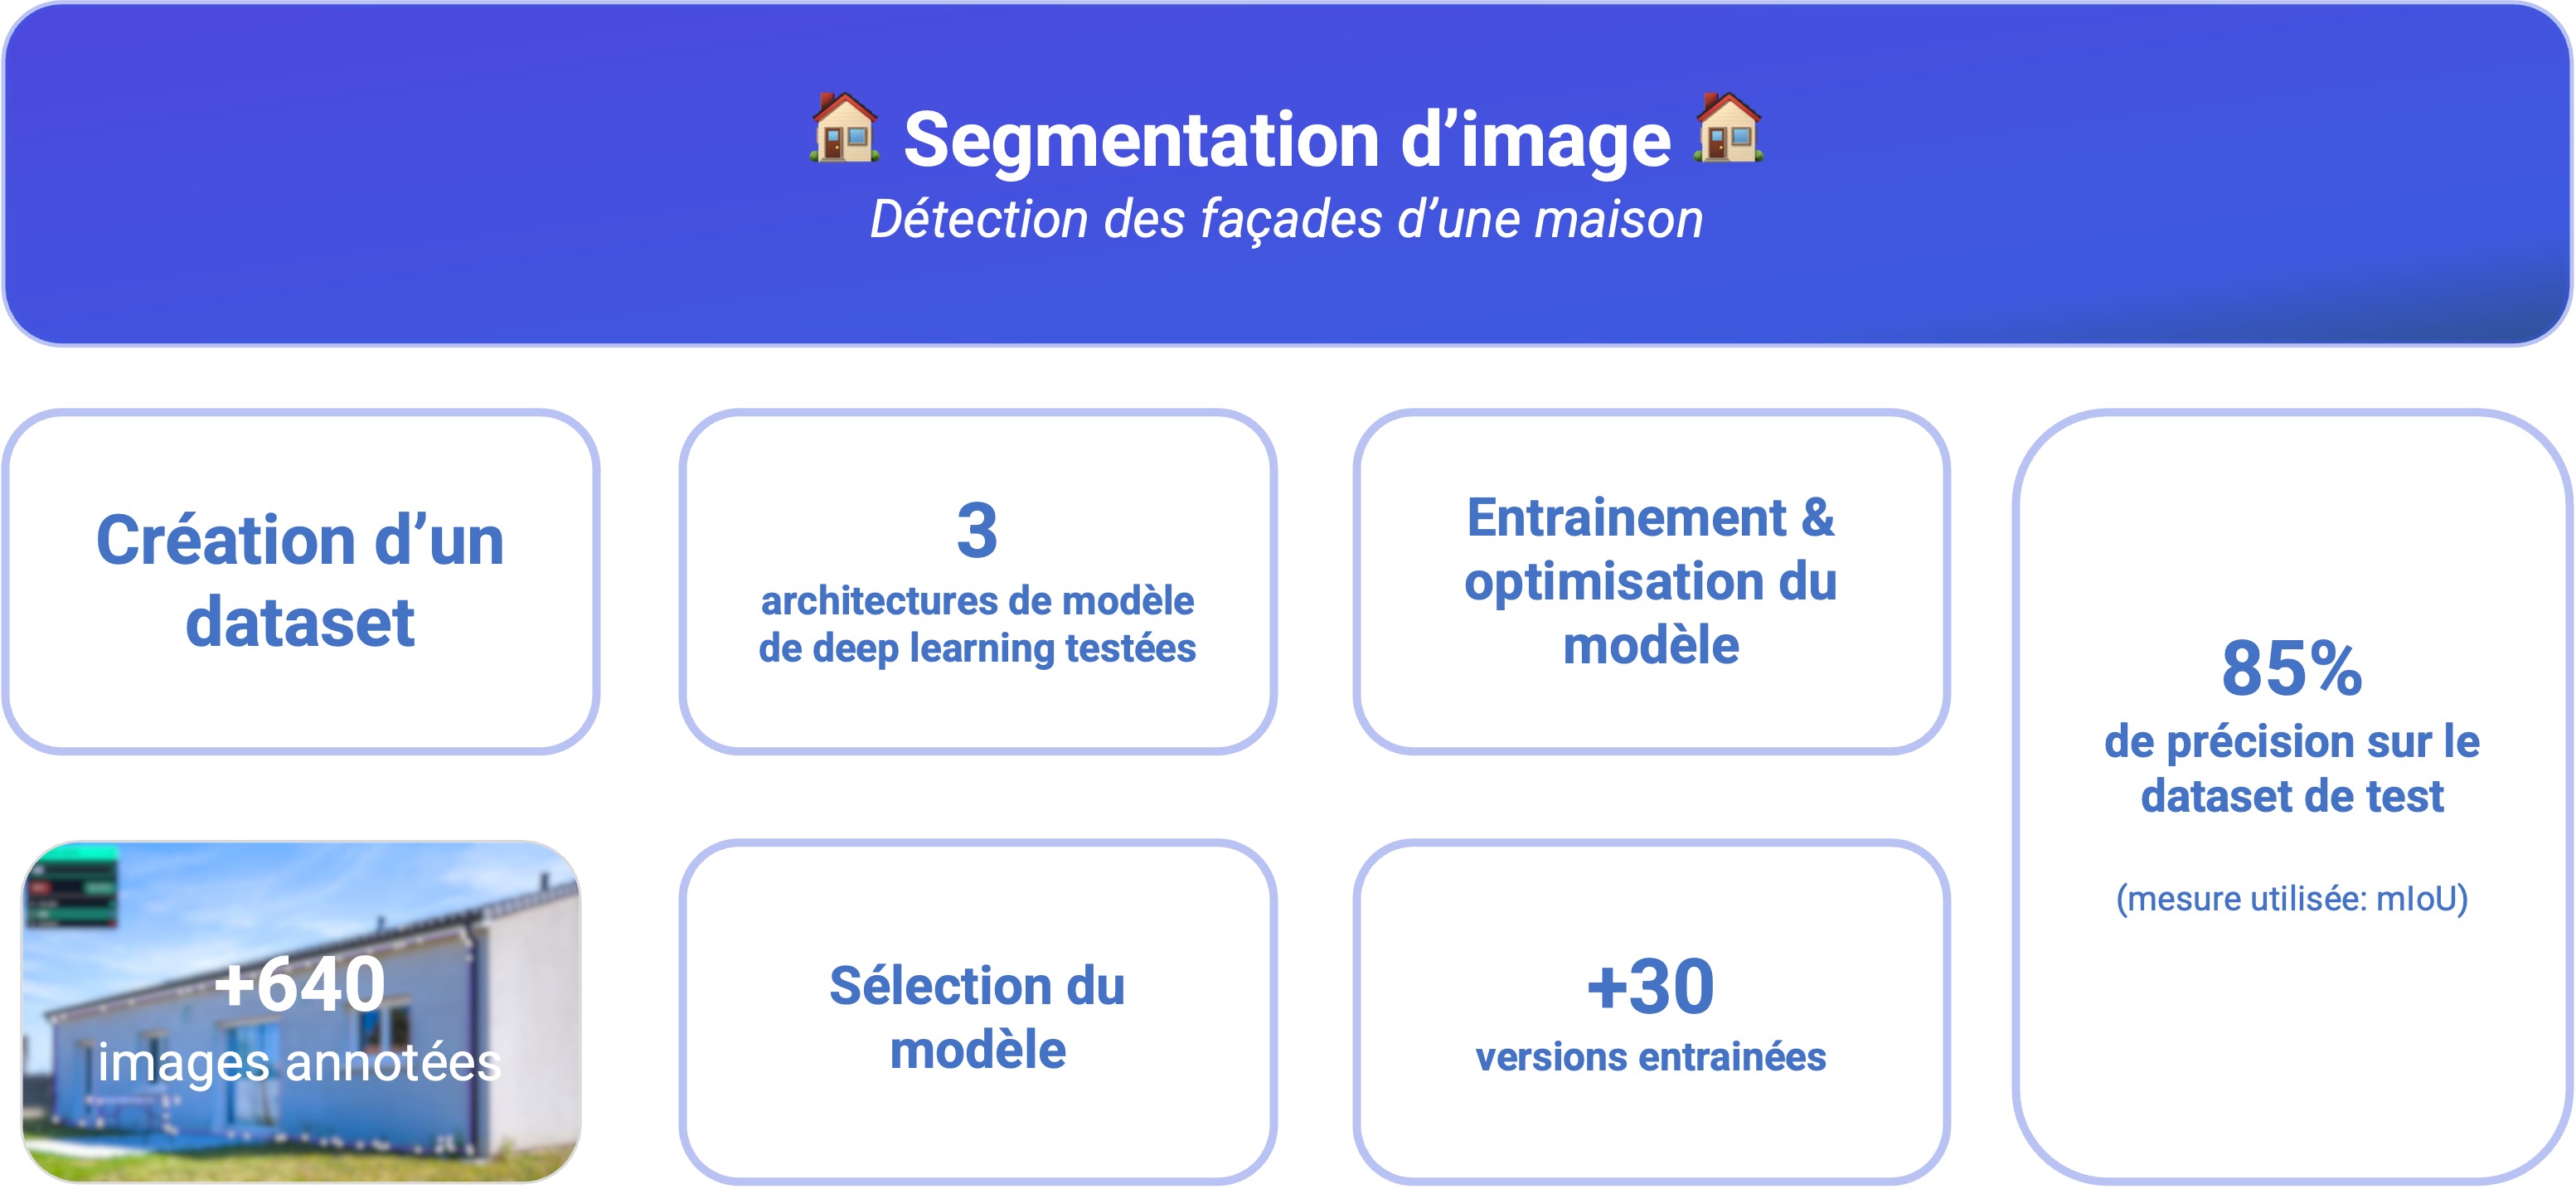 Segmentation d’image
Détection des façades d’une maison
Création d’un
dataset
3
architectures de modèle
de deep learning testées
Entrainement &
optimisation du
modèle
85%
de précision sur le
dataset de test
(mesure utilisée: mIoU)
+640
images annotées
Sélection du
modèle
+30
versions entrainées